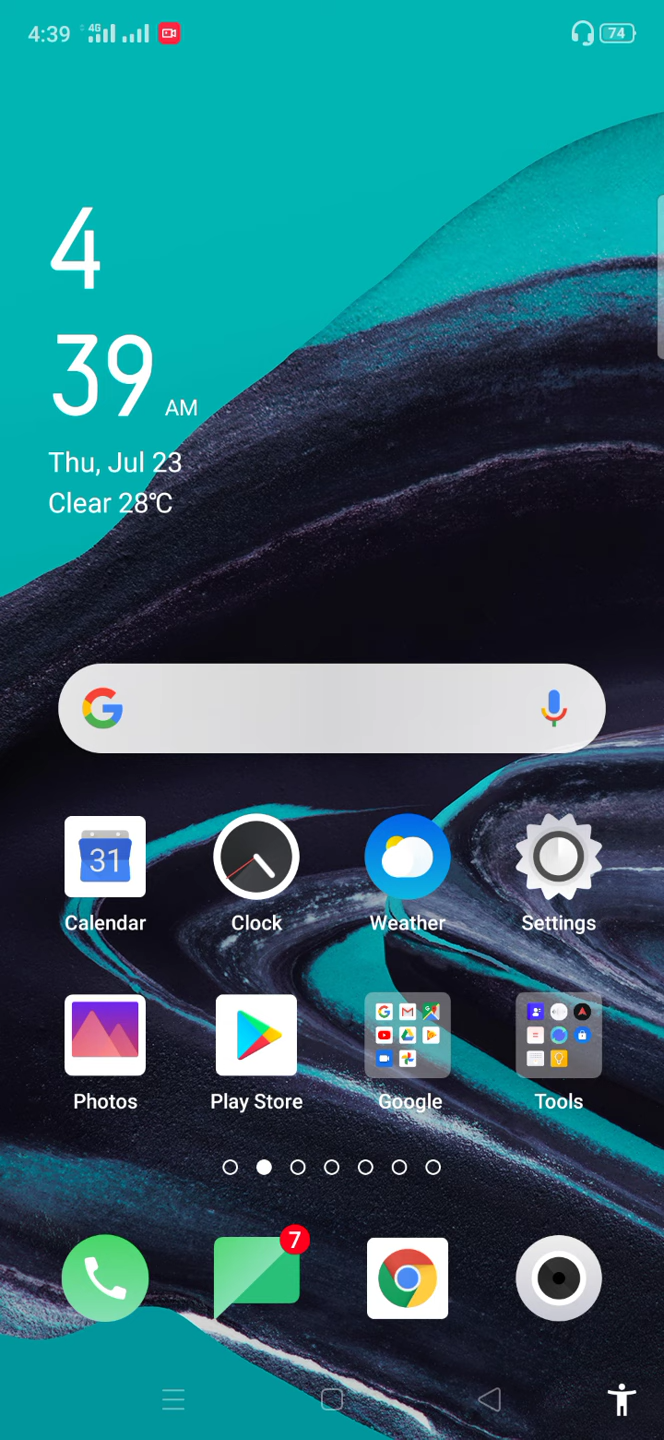 4:39 4G 74
4
39 AM
Thu, Jul 23
Clear 28℃
G
31
Calendar Clock Weather Settings
Photos Play Store Google Tools
7